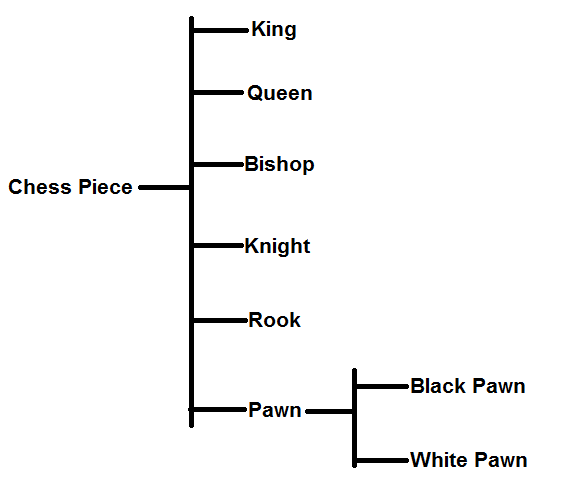 King
Queen
Bishop
Chess Piece
Knight
Rook
Pawn
Black Pawn
White Pawn